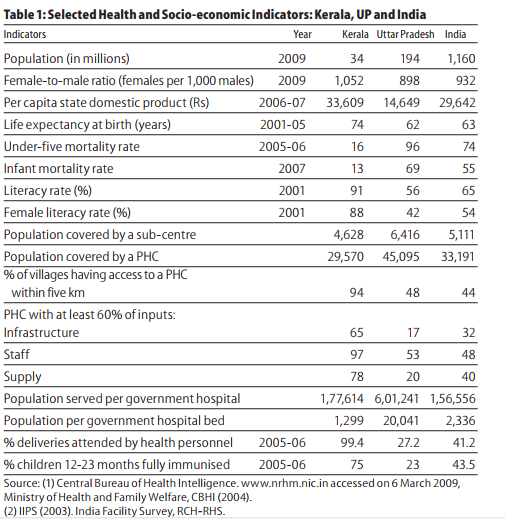 Table 1: Selected Health and Socio-economic Indicators: Kerala, UP and India
Indicators Year Kerala Uttar Pradesh India
Population (in millions) 2009 34 194 1,160
Female-to-male ratio (females per 1,000 males) 2009 1,052 898 932
Per capita state domestic product (Rs) 2006-07 33,609 14,649 29,642
Life expectancy at birth (years) 2001-05 74 62 63
Under-five mortality rate 2005-06 16 96 74
Infant mortality rate 2007 13 69 55
Literacy rate (%) 2001 91 56 65
Female literacy rate (%) 2001 88 42 54
Population covered by a sub-centre 4,628 6,416 5,111
Population covered by a PHC 29,570 45,095 33,191
% of villages having access to a PHC
within five km 94 48 44
PHC with at least 60% of inputs:
Infrastructure 65 17 32
Staff 97 53 48
Supply 78 20 40
Population served per government hospital 1,77,614 6,01,241 1,56,556
Population per government hospital bed 1,299 20,041 2,336
% deliveries attended by health personnel 2005-06 99.4 27.2 41.2
% children 12-23 months fully immunised 2005-06 75 23 43.5
Source: (1) Central Bureau of Health Intelligence. www.nrhm.nic.in accessed on 6 March 2009,
Ministry of Health and Family Welfare, CBHI (2004).
(2) IIPS (2003). India Facility Survey, RCH-RHS.